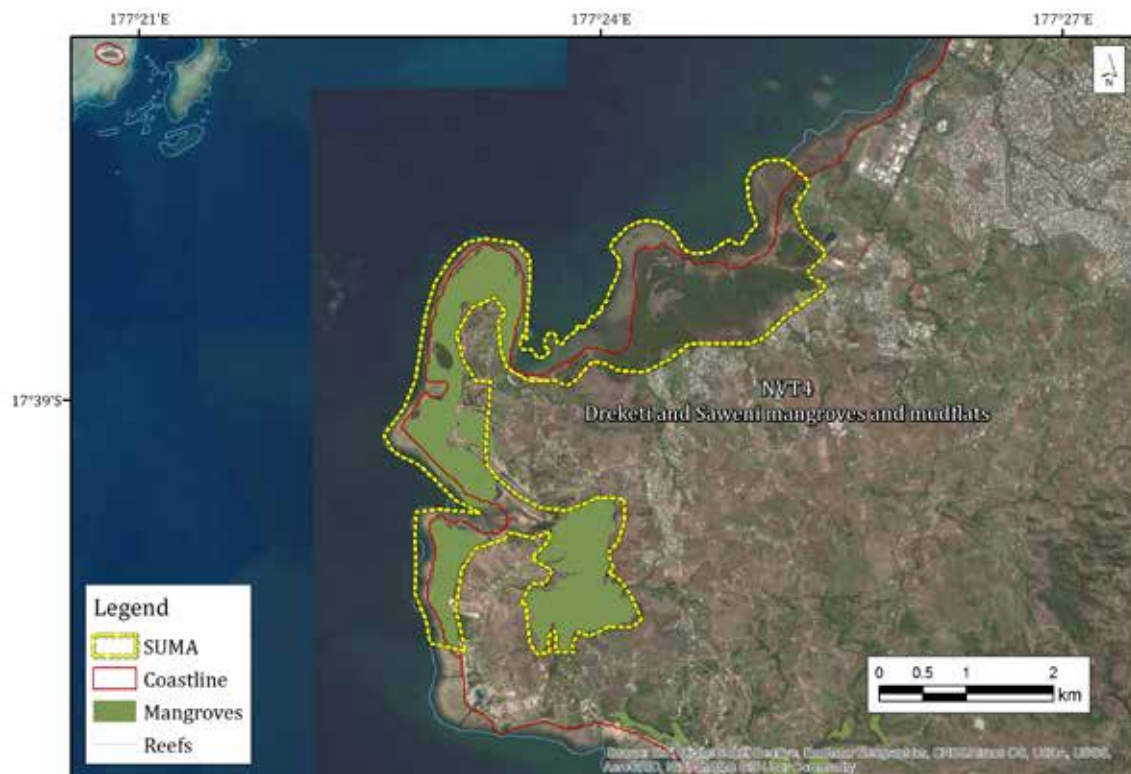 177°21'E 177°24'E 177°27'E
N
17°39'S
NVT4
Dreketi and Saweni mangroves and mudflats
Legend
SUMA
Coastline
Mangroves
Reefs
0 0.5 1 2
km
Community